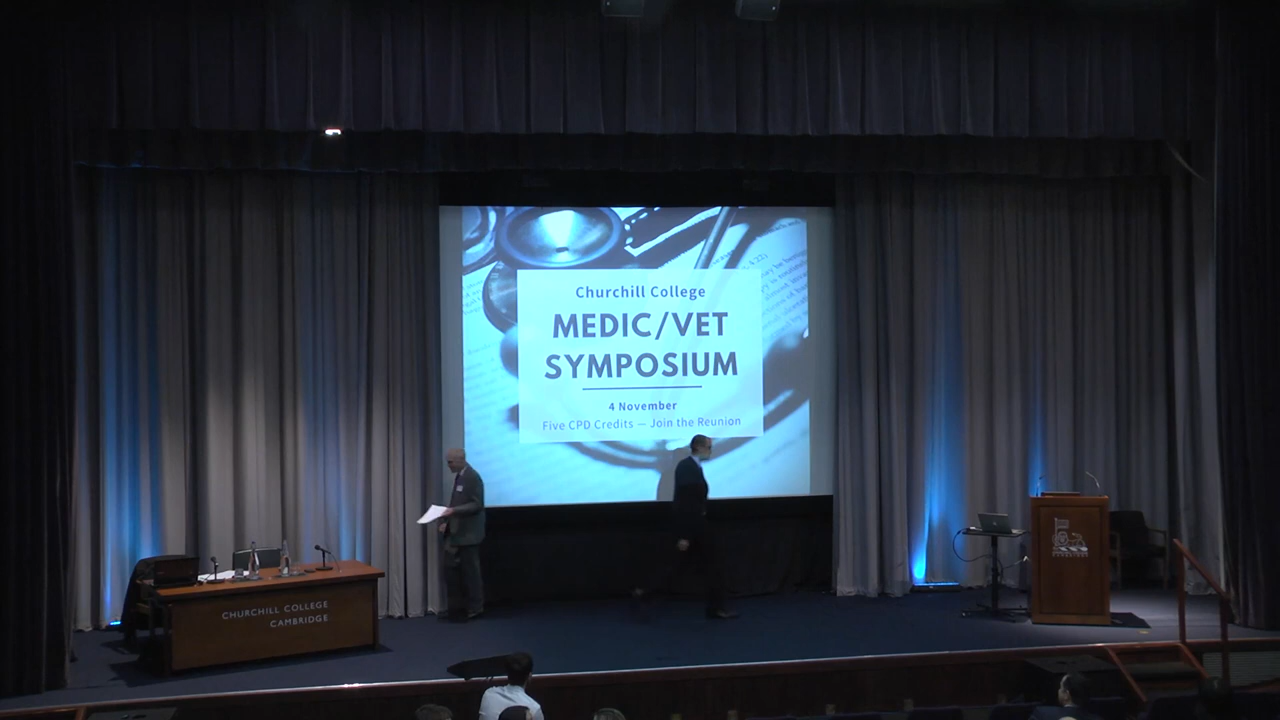 Churchill College
MEDIC/VET
SYMPOSIUM
4 November
Five CPD Credits — Join the Reunion
CHURCHILL COLLEGE
CAMBRIDGE